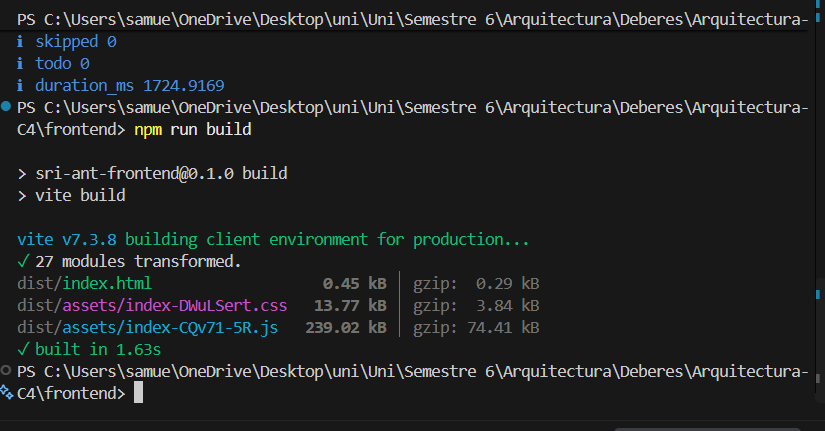 PS C:\Users\samue\OneDrive\Desktop\uni\Uni\Semestre 6\Arquitectura\Deberes\Arquitectura-
ℹ skipped 0
ℹ todo 0
ℹ duration_ms 1724.9169
PS C:\Users\samue\OneDrive\Desktop\uni\Uni\Semestre 6\Arquitectura\Deberes\Arquitectura-
C4\frontend> npm run build
> sri-ant-frontend@0.1.0 build
> vite build
vite v7.3.8 building client environment for production...
✓ 27 modules transformed.
dist/index.html 0.45 kB │ gzip: 0.29 kB
dist/assets/index-DWuLSert.css 13.77 kB │ gzip: 3.84 kB
dist/assets/index-CQv71-5R.js 239.02 kB │ gzip: 74.41 kB
✓ built in 1.63s
PS C:\Users\samue\OneDrive\Desktop\uni\Uni\Semestre 6\Arquitectura\Deberes\Arquitectura-
C4\frontend>